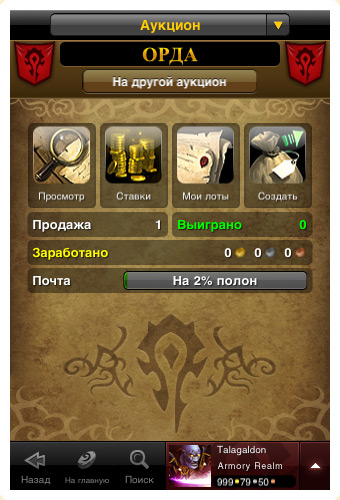 Аукцион
ОРДА
На другой аукцион
Просмотр
Ставки
Мои лоты
Создать
Продажа 1
Выиграно 0
Заработано 0 0 0
Почта На 2% полон
Назад
На главную
Поиск
Talagaldon
Armory Realm
999 79 50